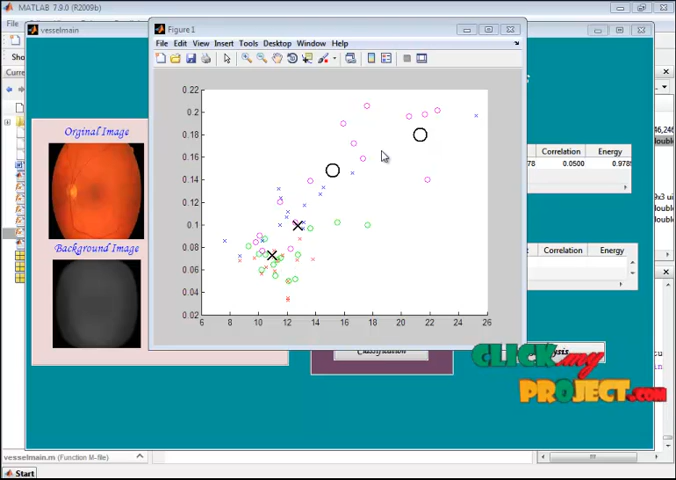 MATLAB 7.9.0 (R2009b)
File
vesselmain
Figure 1
File Edit View Insert Tools Desktop Window Help
Orginal Image
Background Image
0.22
0.2
0.18
0.16
0.14
0.12
0.1
0.08
0.06
0.04
0.02
6 8 10 12 14 16 18 20 22 24 26
Correlation Energy
0.0500
Correlation Energy
Classification
CLICK my
PROJECT.COM
vesselmain.m (Function M-file)
Start